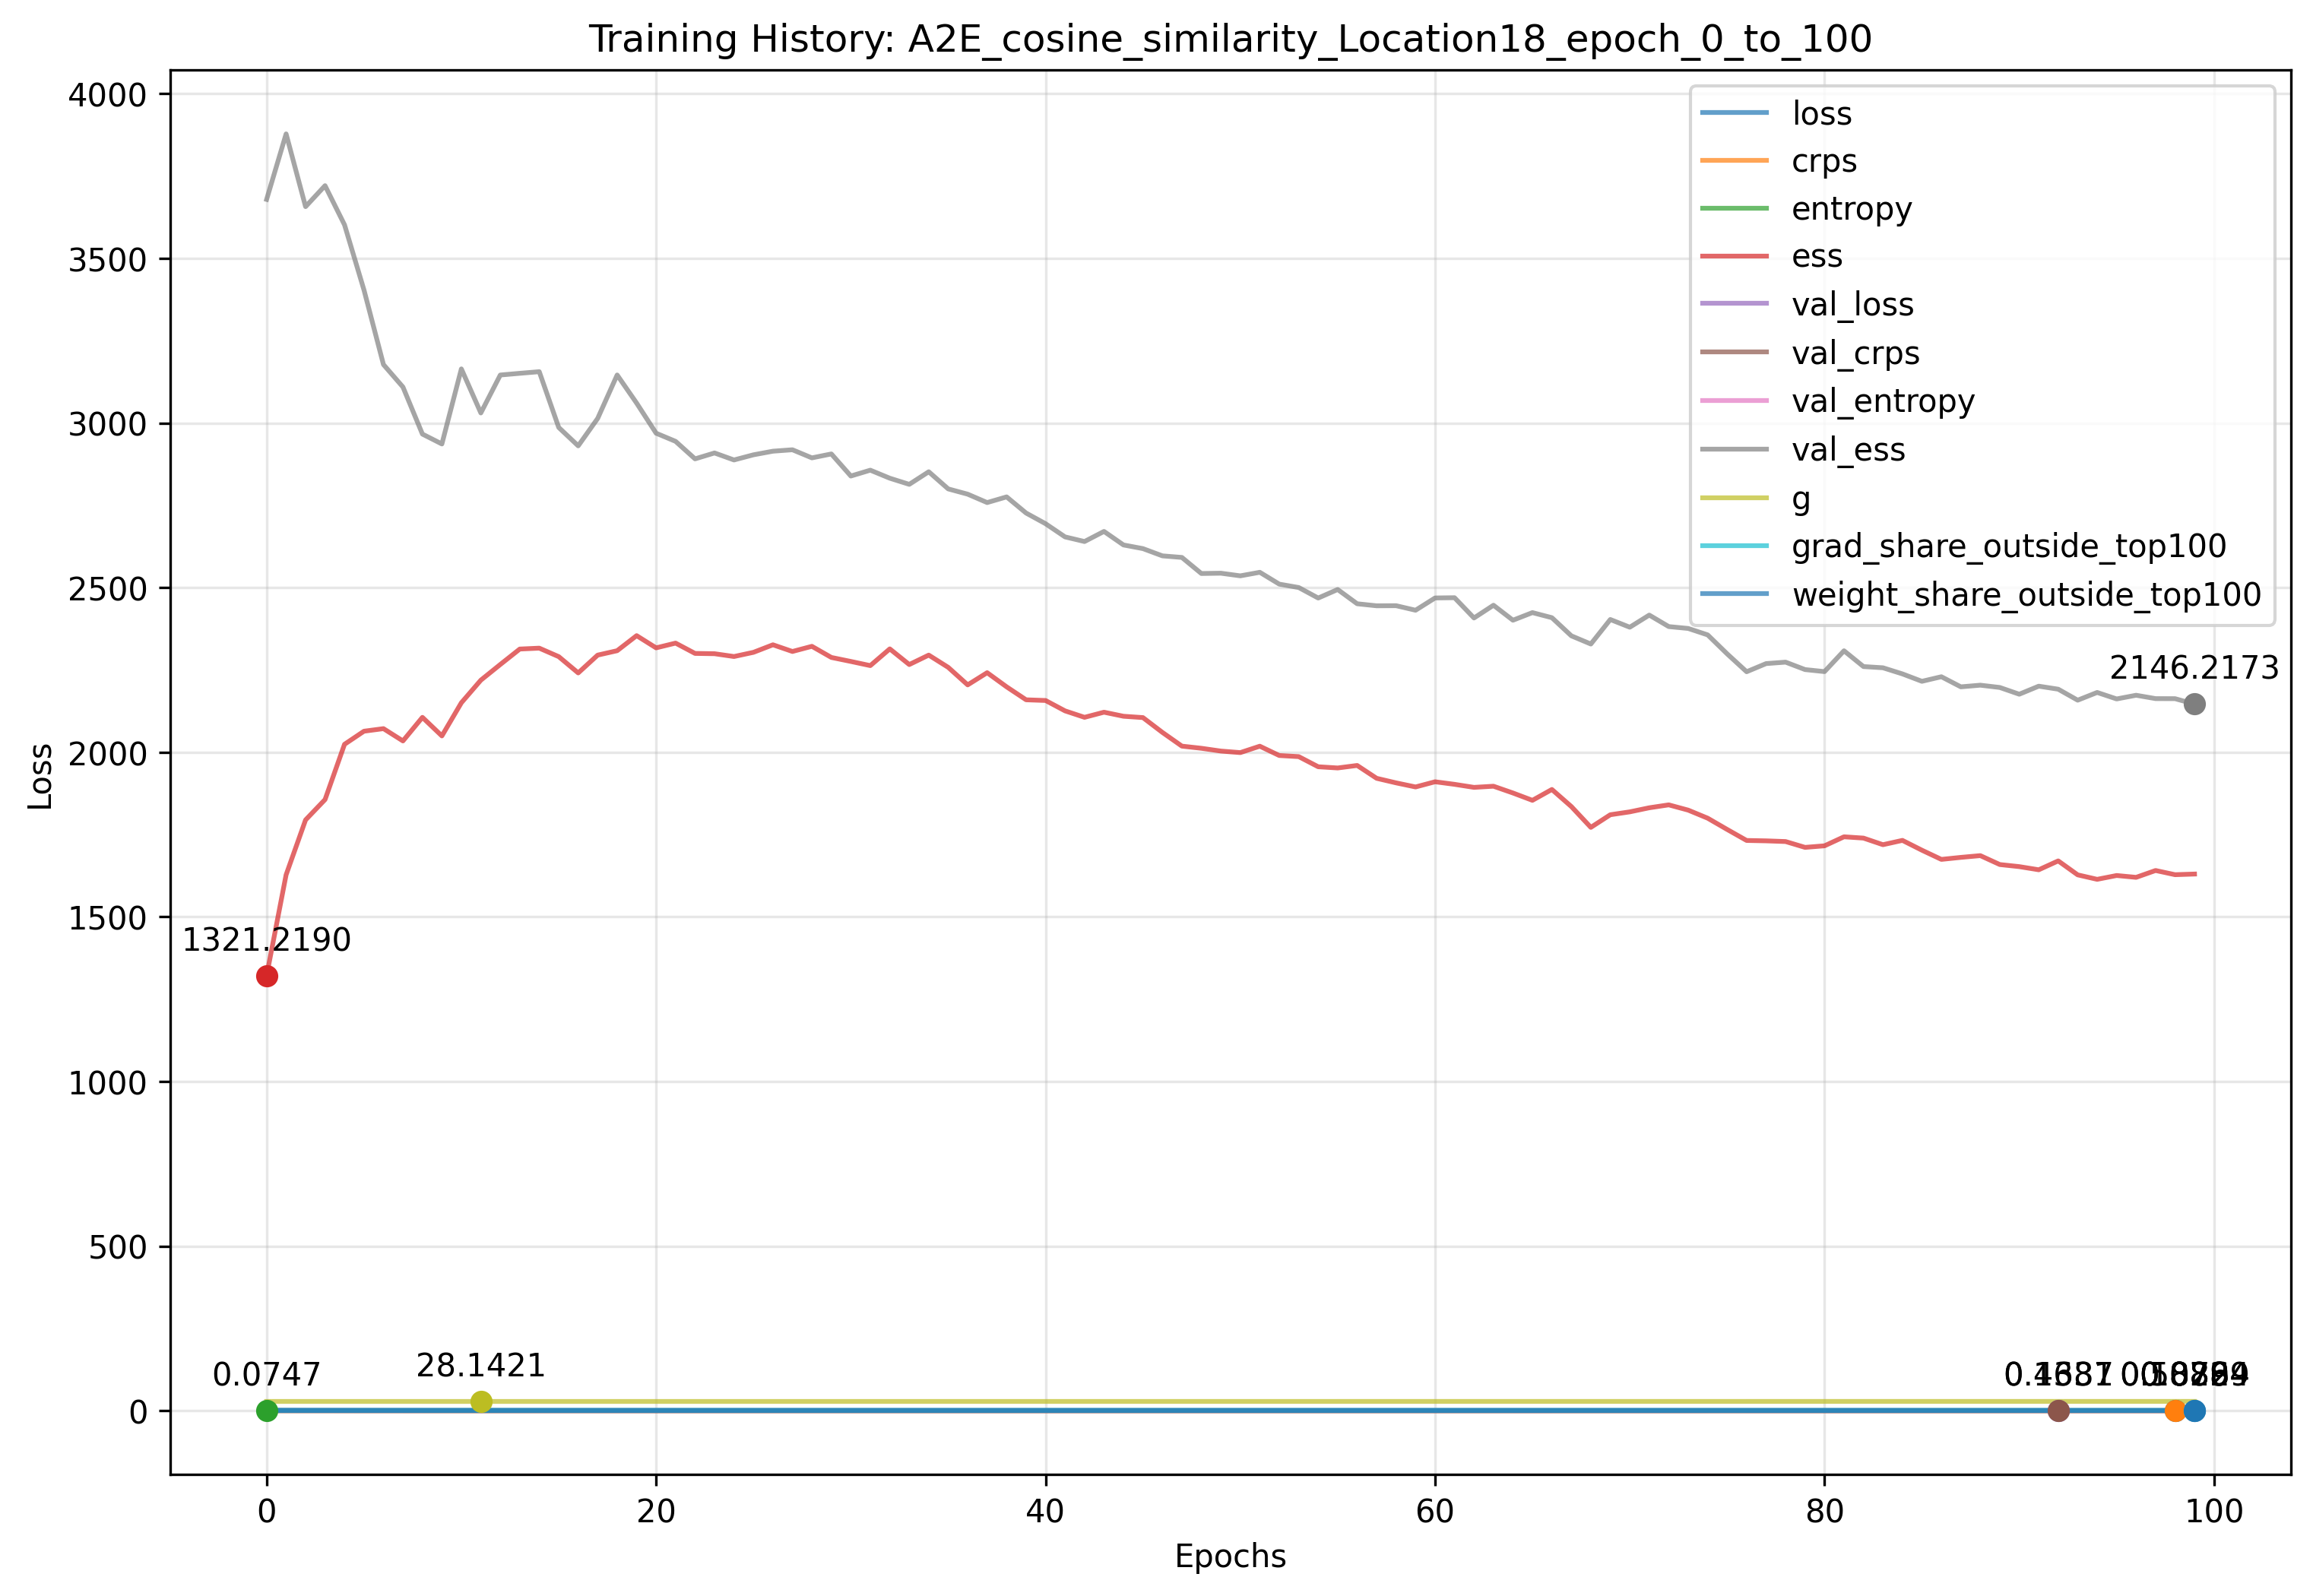 Training History: A2E_cosine_similarity_Location18_epoch_0_to_100
4000
3500
3000
2500
2000
1500
1000
500
0
Loss
loss
crps
entropy
ess
val_loss
val_crps
val_entropy
val_ess
g
grad_share_outside_top100
weight_share_outside_top100
2146.2173
1321.2190
0.0747
28.1421
0
20
40
60
80
100
Epochs